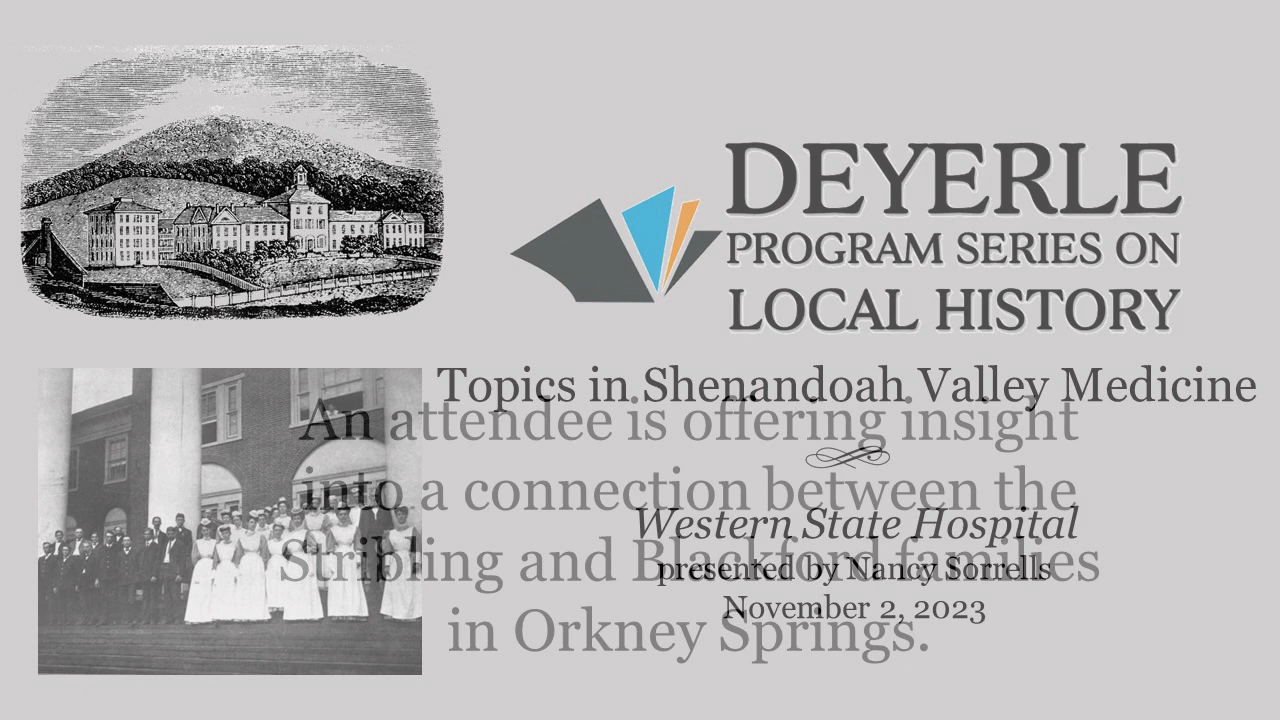 DEYERLE
PROGRAM SERIES ON
LOCAL HISTORY
Topics in Shenandoah Valley Medicine
An attendee is offering insight
into a connection between the
Stribling and Blackford families
in Orkney Springs.
Western State Hospital
presented by Nancy Sorrells
November 2, 2023